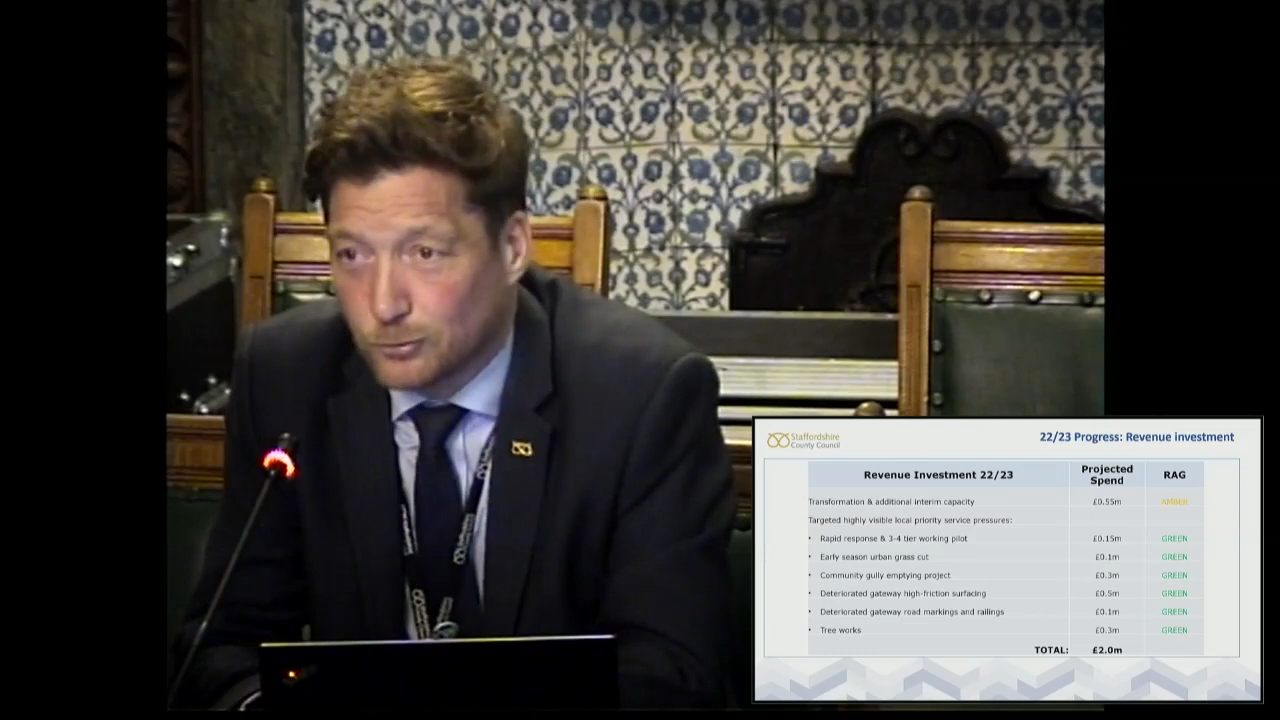 Staffordshire
County Council
22/23 Progress: Revenue investment
Revenue Investment 22/23 Projected Spend RAG
Transformation & additional interim capacity £0.55m AMBER
Targeted highly visible local priority service pressures:
• Rapid response & 3-4 tier working pilot £0.15m GREEN
• Early season urban grass cut £0.1m GREEN
• Community gully emptying project £0.3m GREEN
• Deteriorated gateway high-friction surfacing £0.5m GREEN
• Deteriorated gateway road markings and railings £0.1m GREEN
• Tree works £0.3m GREEN
TOTAL: £2.0m